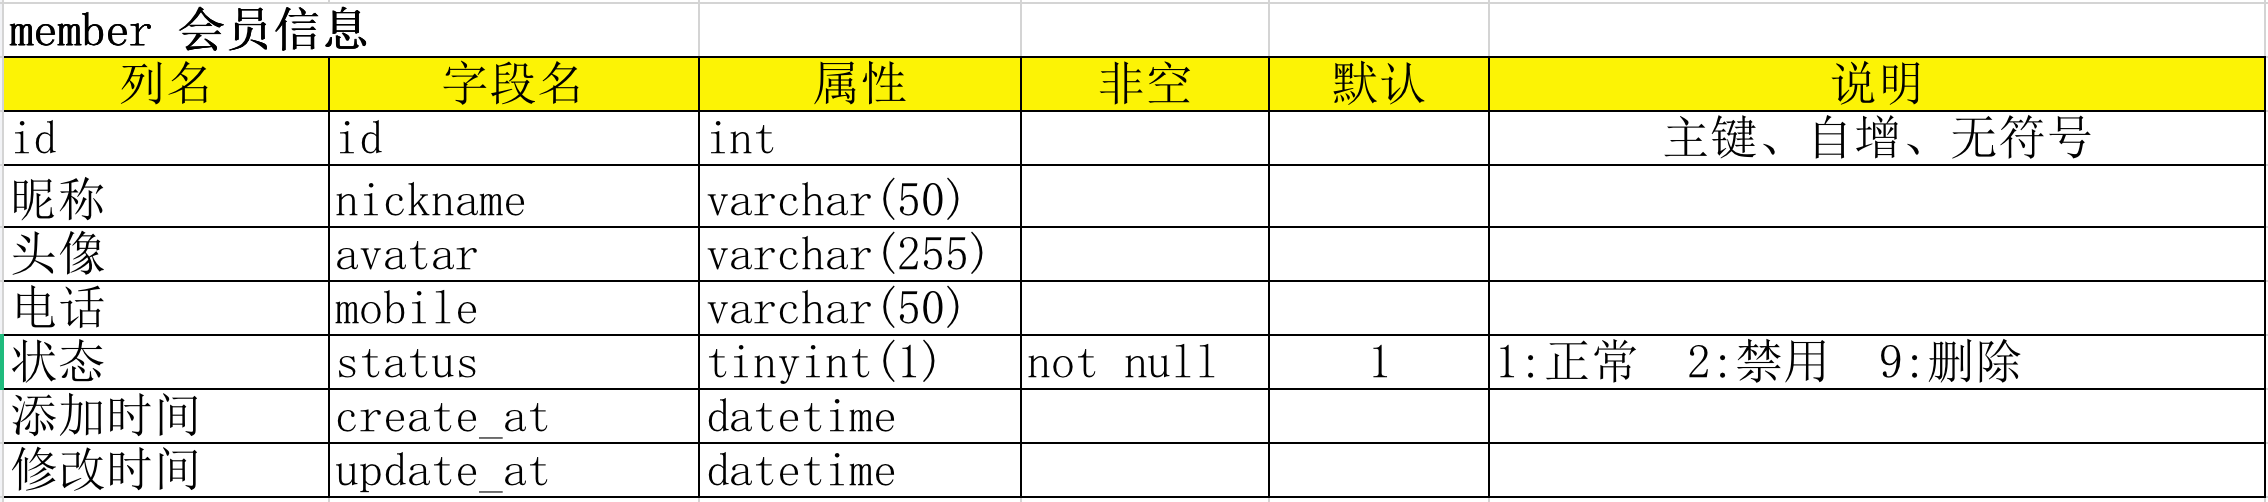 member 会员信息
列名 字段名 属性 非空 默认 说明
id id int 主键、自增、无符号
昵称 nickname varchar(50)
头像 avatar varchar(255)
电话 mobile varchar(50)
状态 status tinyint(1) not null 1 1:正常 2:禁用 9:删除
添加时间 create_at datetime
修改时间 update_at datetime